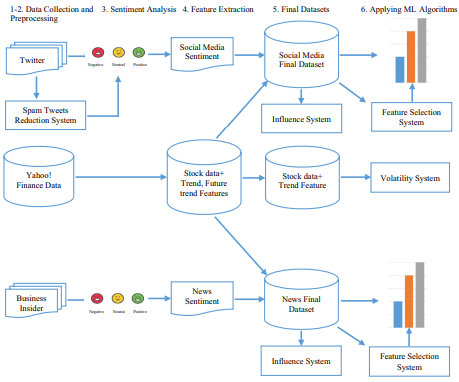 1-2. Data Collection and
Preprocessing
3. Sentiment Analysis
4. Feature Extraction
5. Final Datasets
6. Applying ML Algorithms
Twitter
Negative
Neutral
Positive
Social Media
Sentiment
Social Media
Final Dataset
Spam Tweets
Reduction System
Influence System
Feature Selection
System
Yahoo!
Finance Data
Stock data+
Trend, Future
trend Features
Stock data+
Trend Feature
Volatility System
Business
Insider
Negative
Neutral
Positive
News
Sentiment
News Final
Dataset
Influence System
Feature Selection
System